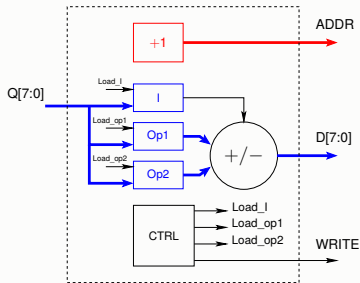 ADDR
+1
Load_I
Q[7:0]
I
Load_op1
Op1
+/−
D[7:0]
Load_op2
Op2
CTRL
Load_I
Load_op1
Load_op2
WRITE